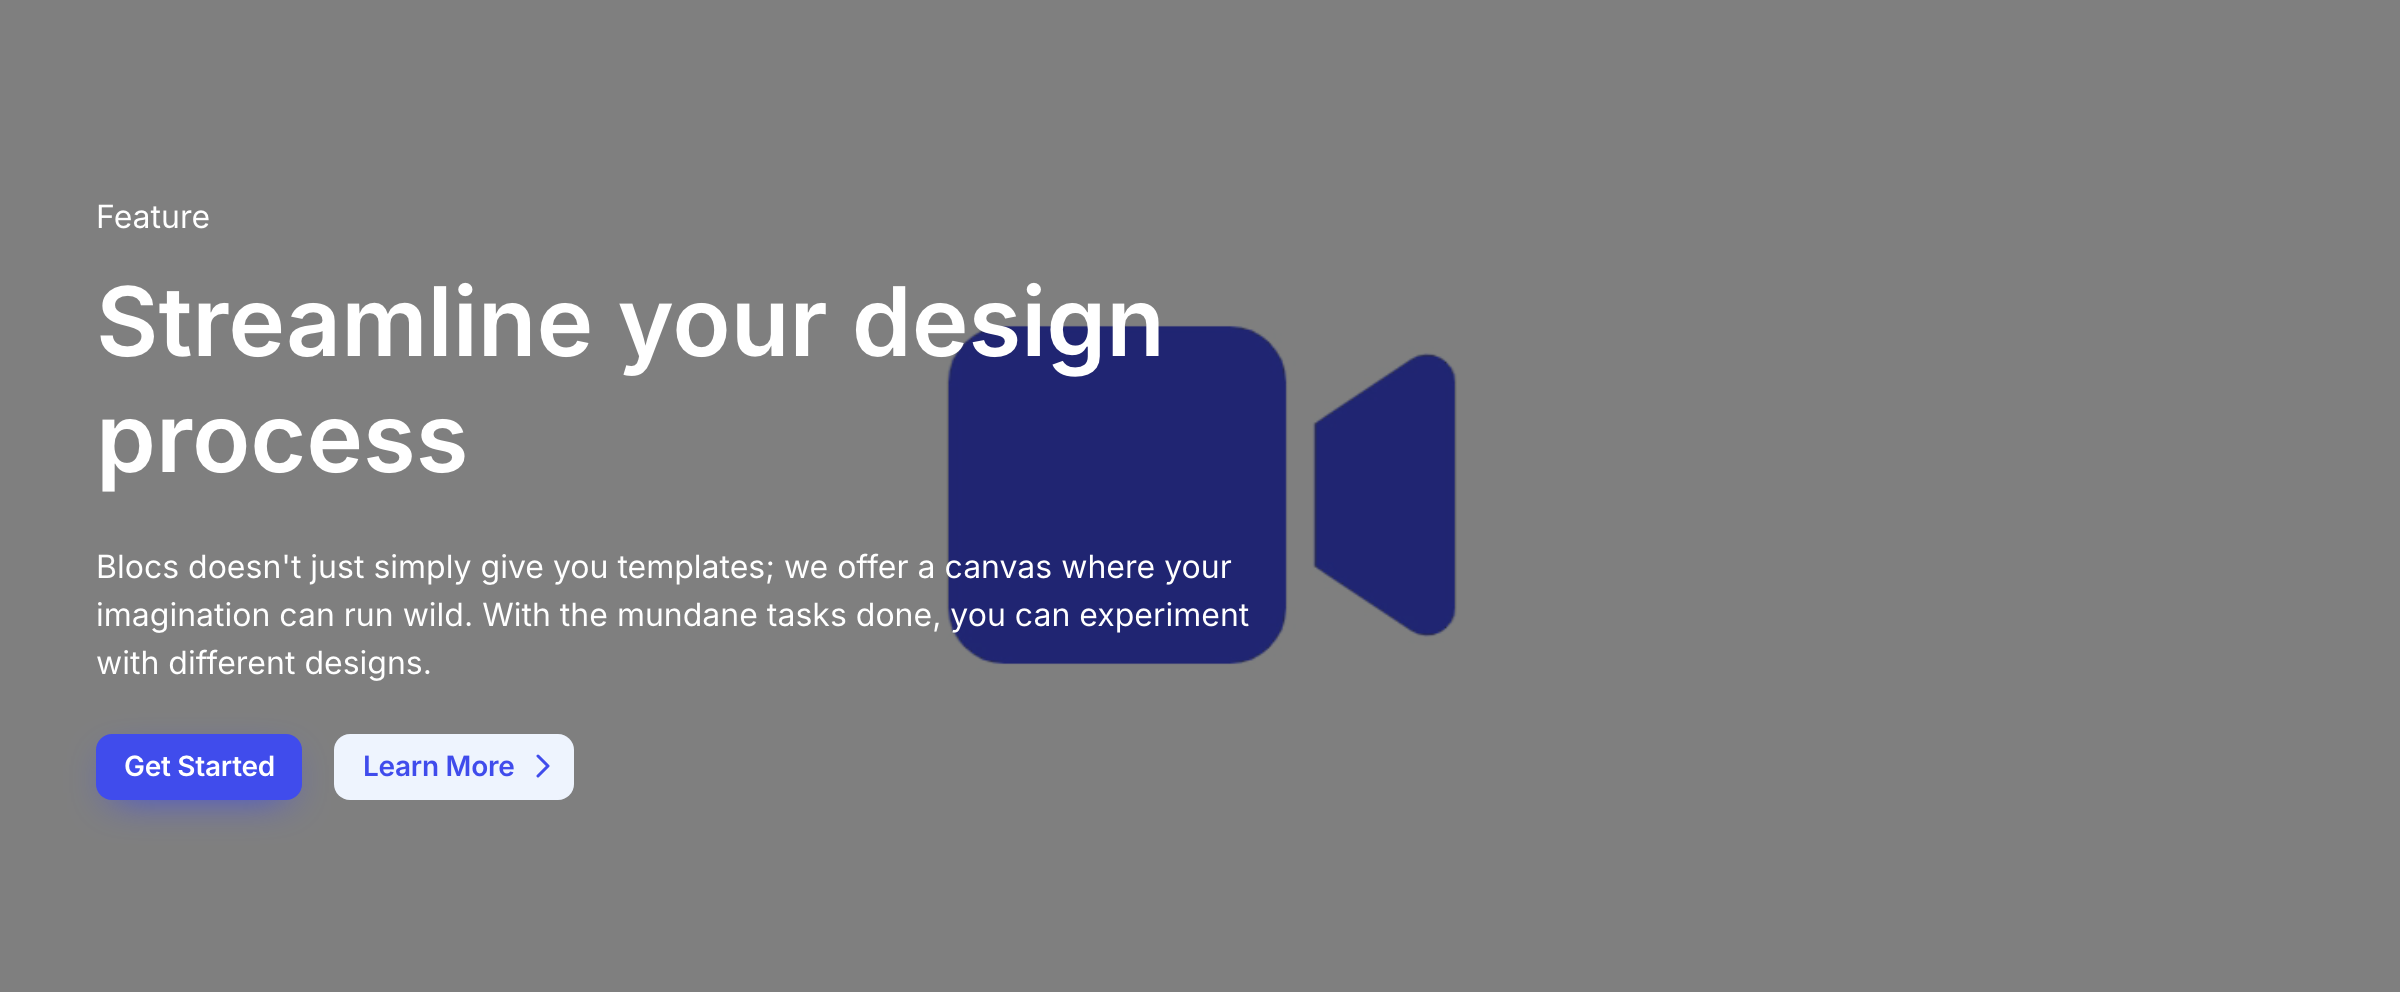 Feature
Streamline your design
process
Blocs doesn't just simply give you templates; we offer a canvas where your
imagination can run wild. With the mundane tasks done, you can experiment
with different designs.
Get Started
Learn More